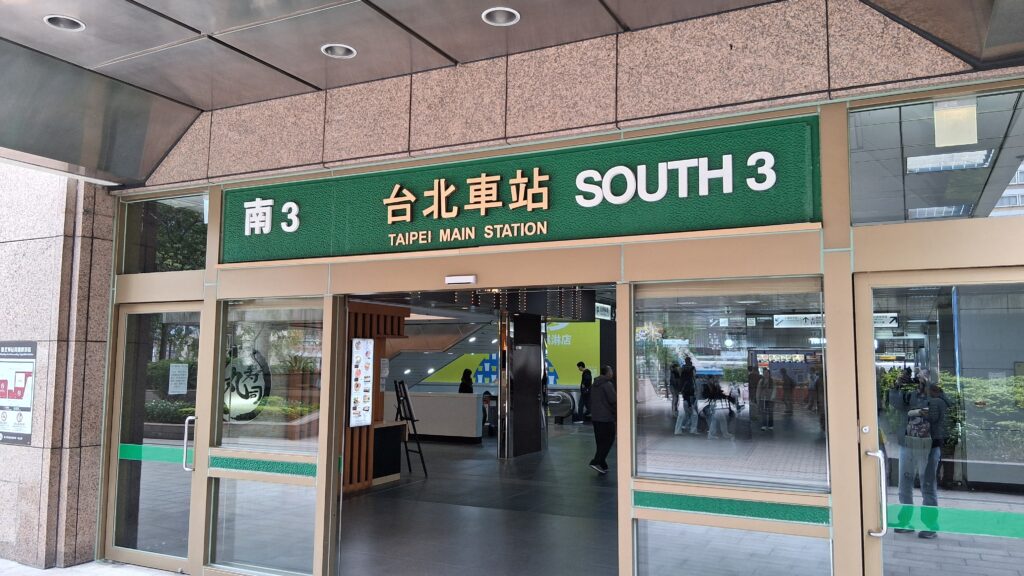 南 3
台北車站
TAIPEI MAIN STATION
SOUTH 3